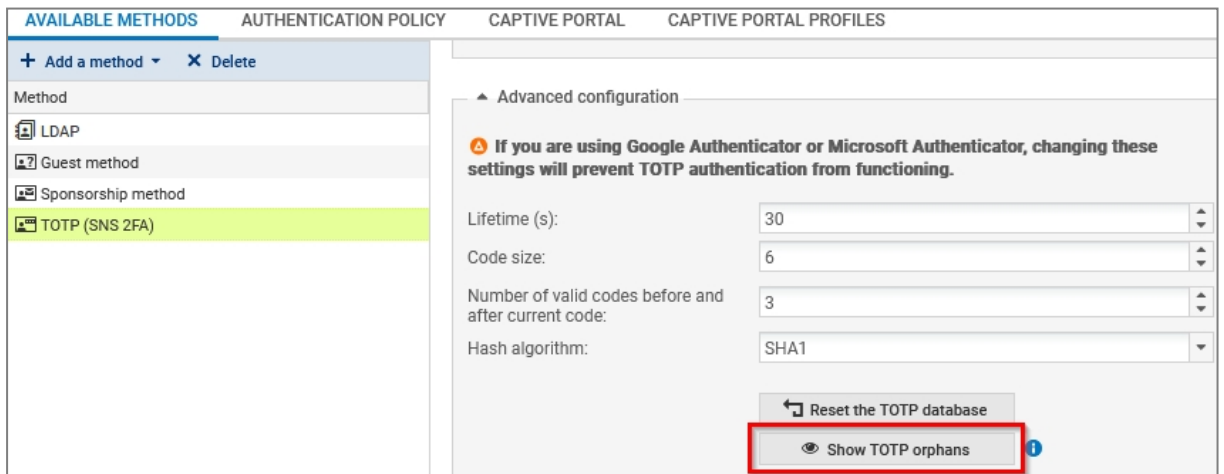 AVAILABLE METHODS AUTHENTICATION POLICY CAPTIVE PORTAL CAPTIVE PORTAL PROFILES
+ Add a method Delete
Method
LDAP
Guest method
Sponsorship method
TOTP (SNS 2FA)
Advanced configuration
If you are using Google Authenticator or Microsoft Authenticator, changing these
settings will prevent TOTP authentication from functioning.
Lifetime (s): 30
Code size: 6
Number of valid codes before and
after current code: 3
Hash algorithm: SHA1
Reset the TOTP database
Show TOTP orphans